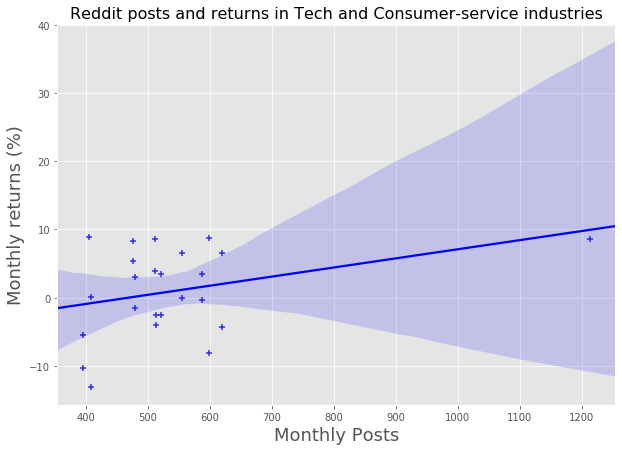 Reddit posts and returns in Tech and Consumer-service industries
40
30
20
10
0
−10
Monthly returns (%)
400 500 600 700 800 900 1000 1100 1200
Monthly Posts